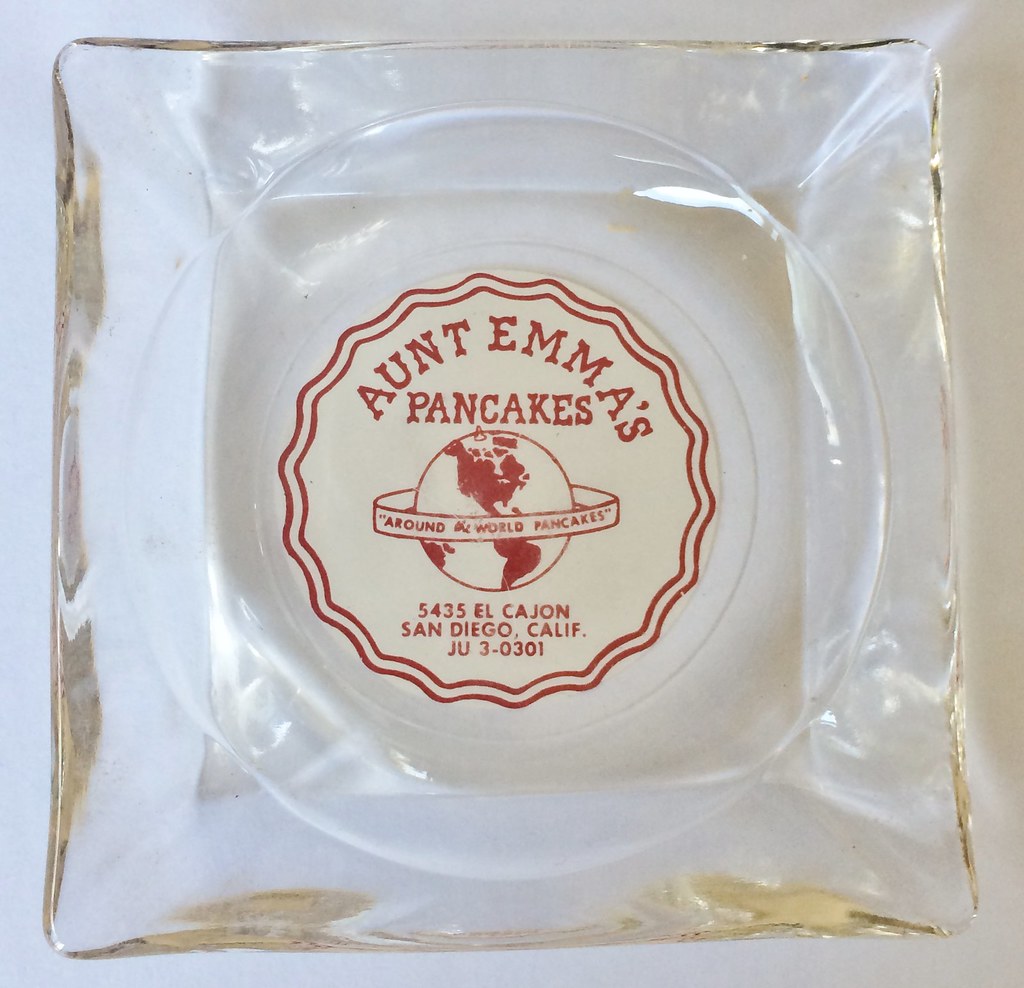 AUNT EMMA'S
PANCAKES
"AROUND the WORLD PANCAKES"
5435 EL CAJON
SAN DIEGO, CALIF.
JU 3-0301